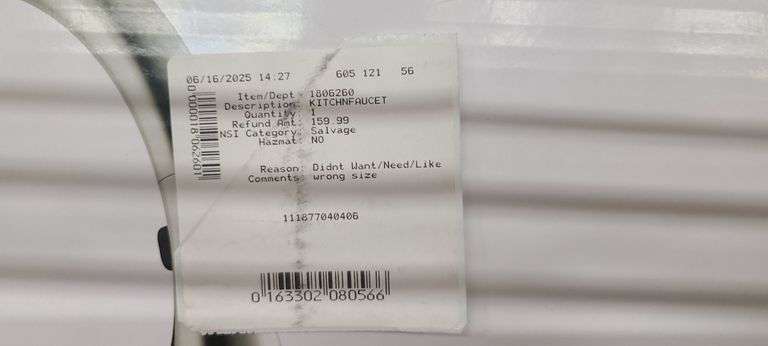 06/16/2025 14.27 605 121 56
Item/Dept: 1806260
Description: KITCHNFAUCET
Quantity: 1
Refund Amt: 159.99
NSI Category: Salvage
Hazmat: NO
Reason: Didnt Want/Need/Like
Comments: wrong size
111877040406
0 163302 080566